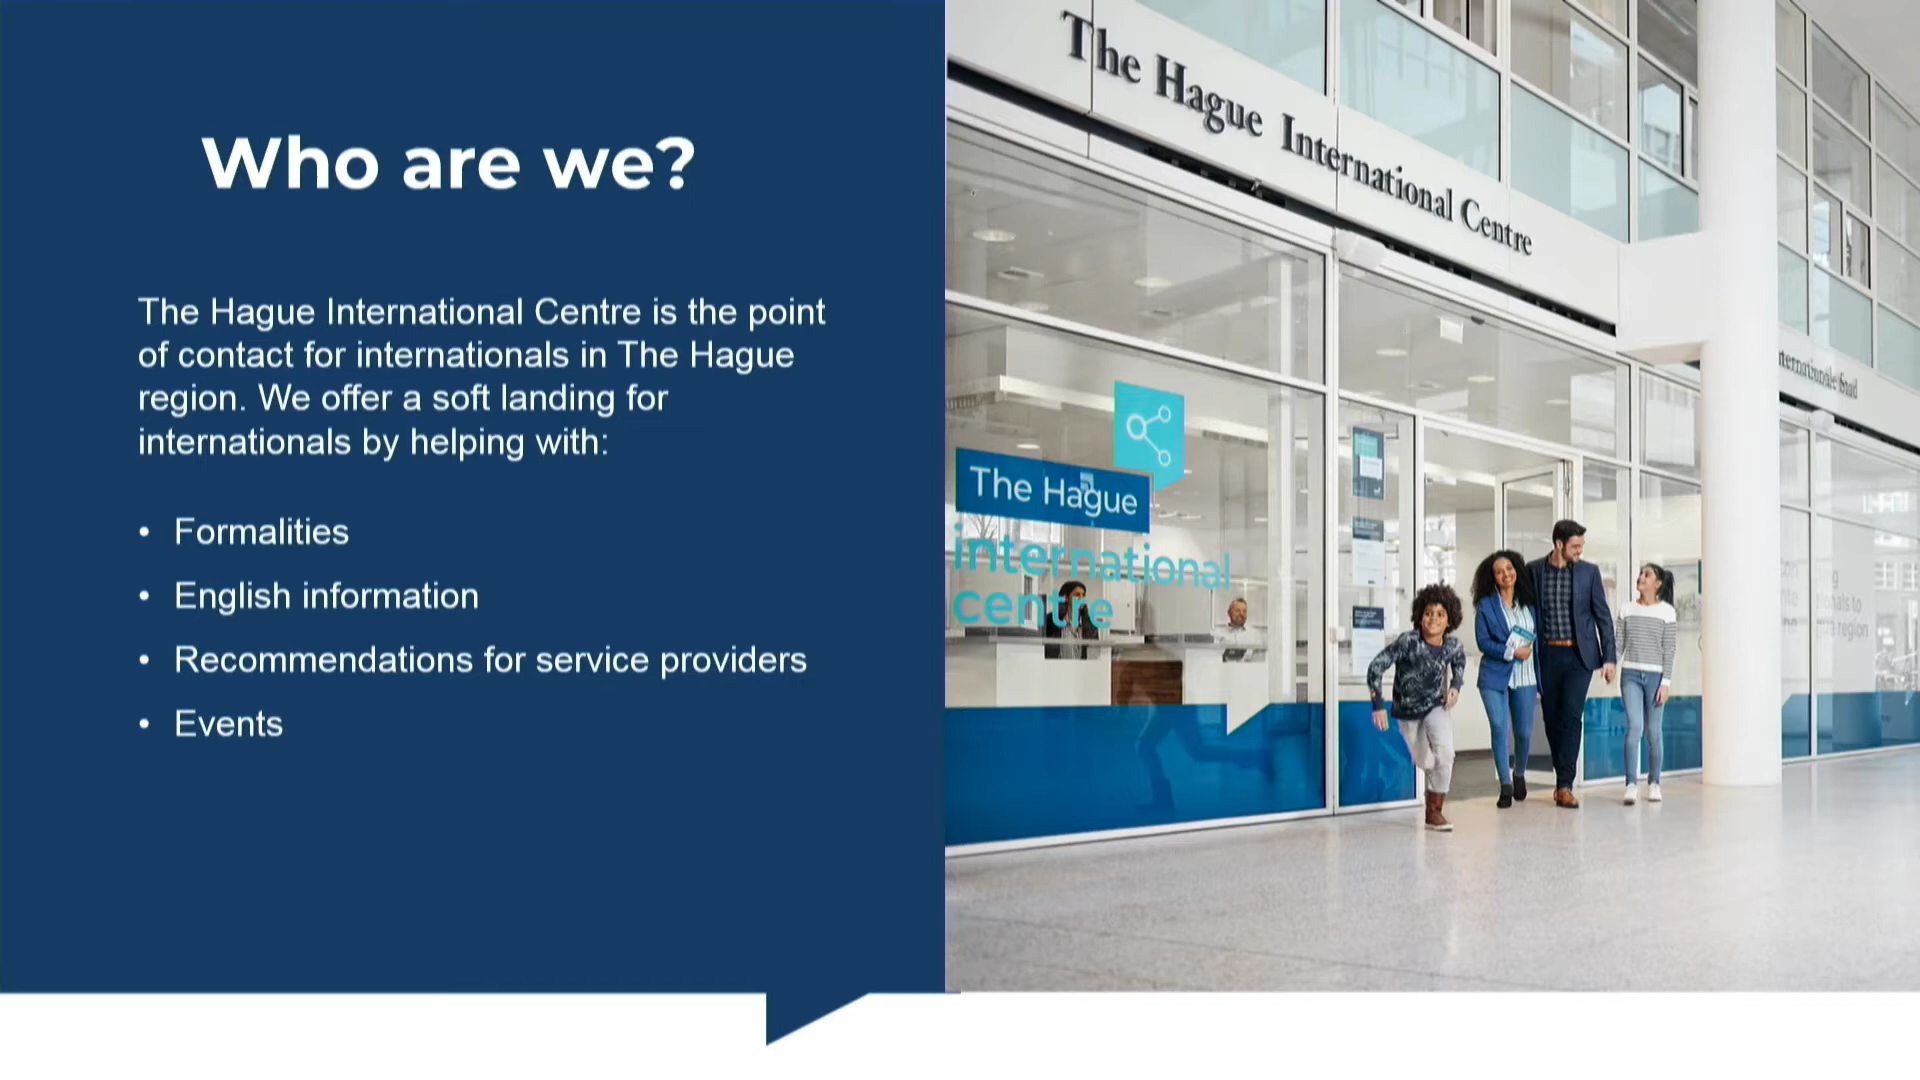 Who are we?
The Hague International Centre is the point
of contact for internationals in The Hague
region. We offer a soft landing for
internationals by helping with:
• Formalities
• English information
• Recommendations for service providers
• Events
The Hague International Centre
The Hague
international
centre